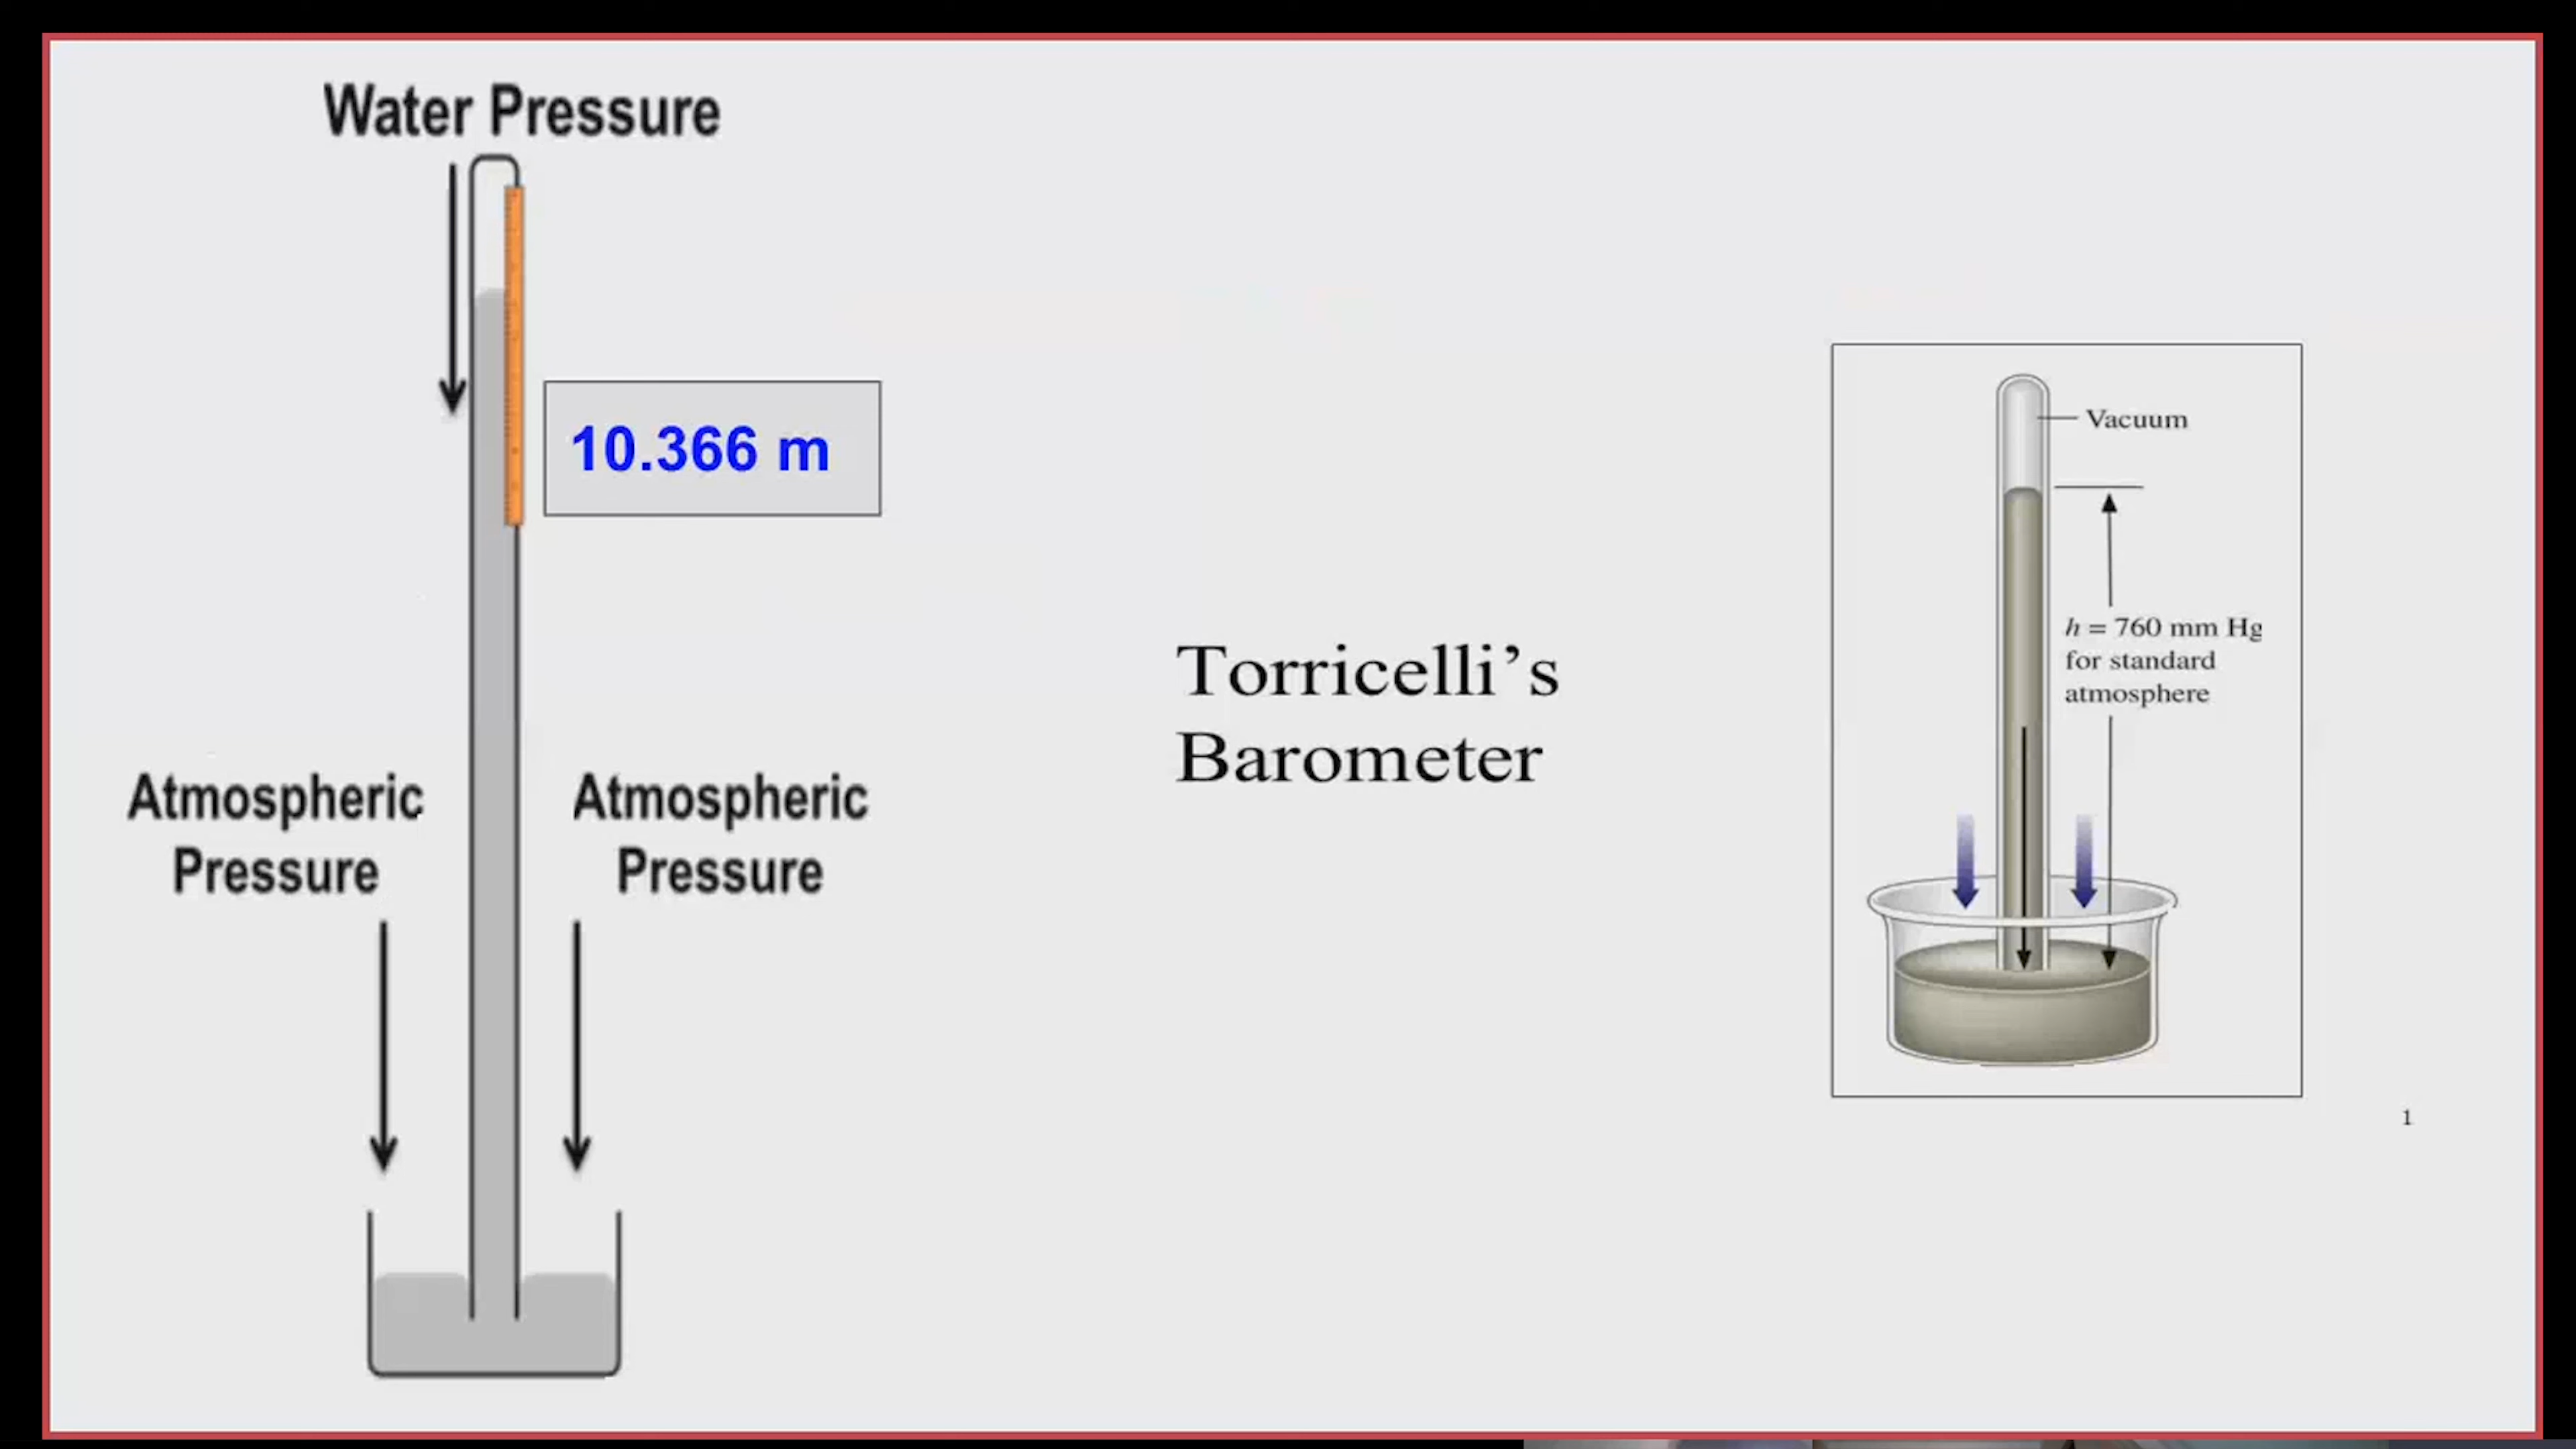 Water Pressure
10.366 m
Atmospheric
Pressure
Atmospheric
Pressure
Torricelli’s
Barometer
Vacuum
h = 760 mm Hg
for standard
atmosphere
1